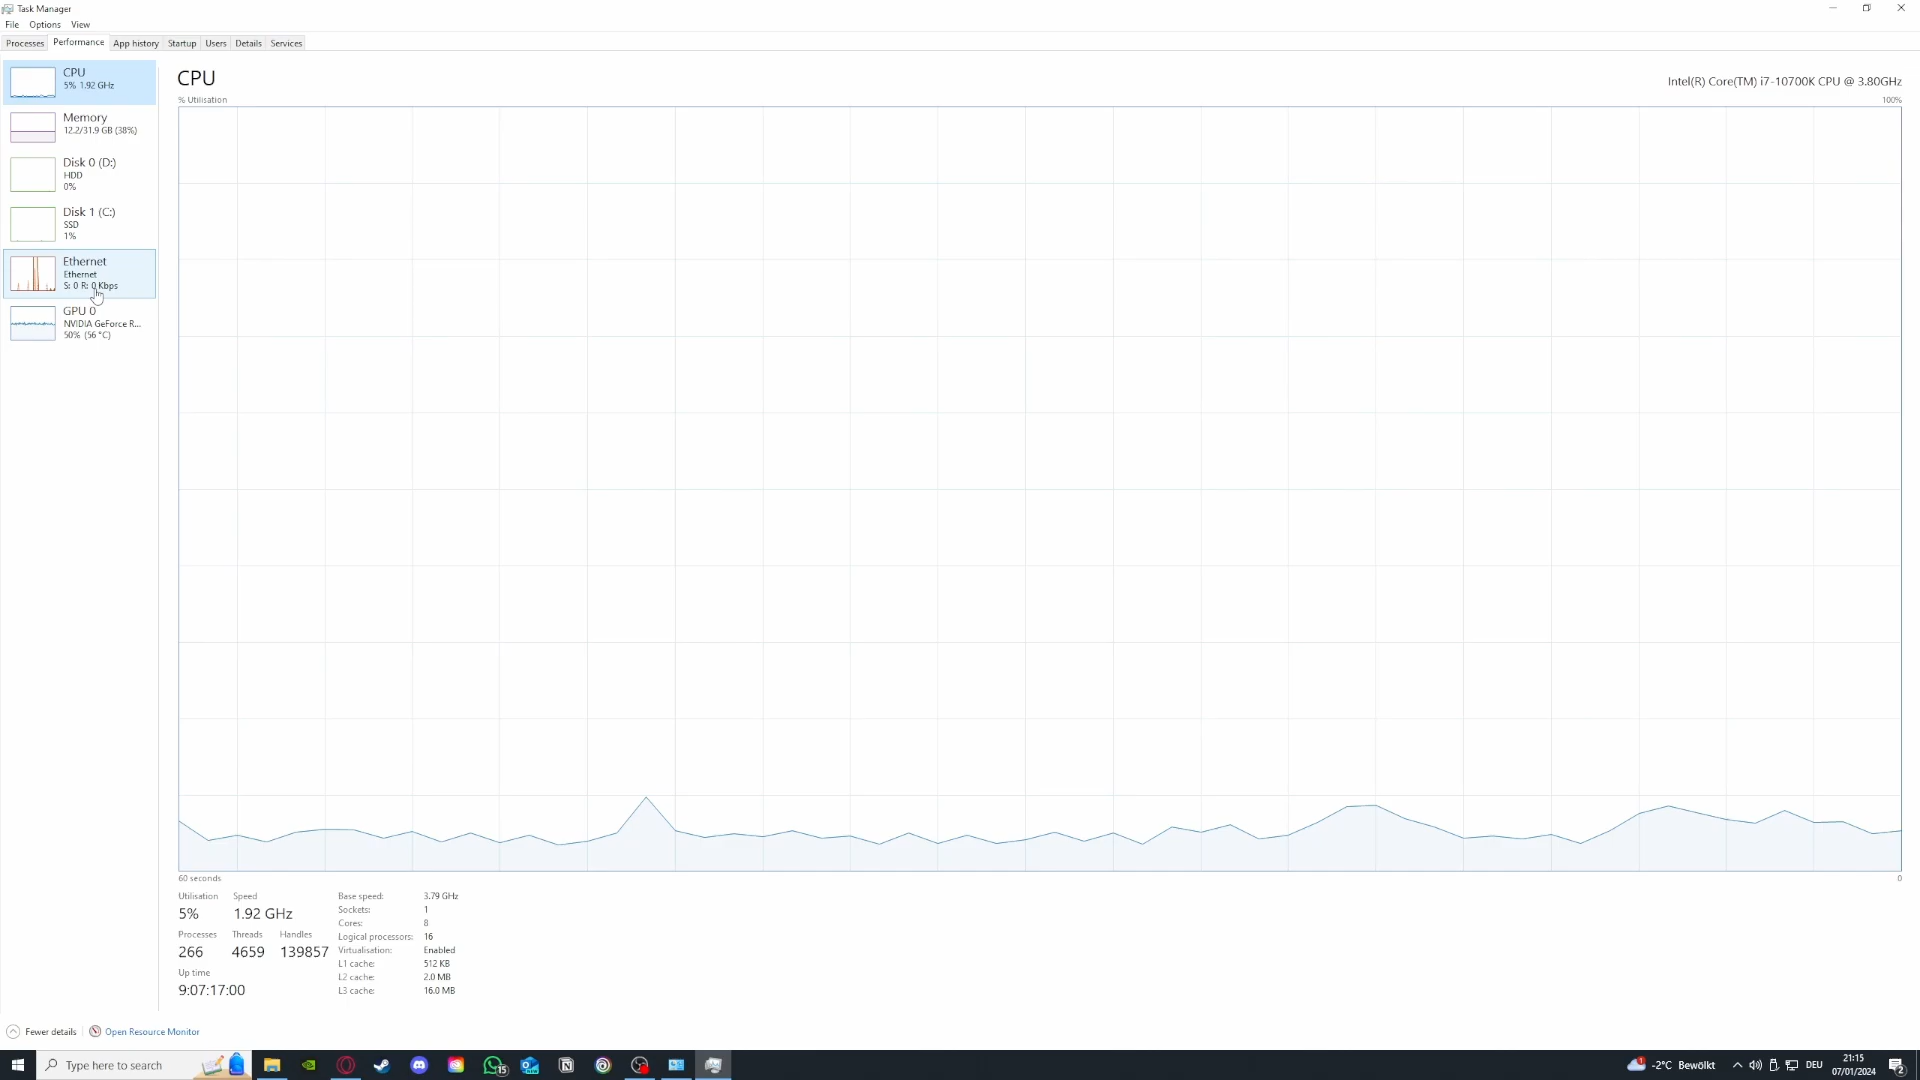 Task Manager
File Options View
Processes Performance App history Startup Users Details Services
CPU
5% 1.92 GHz
Memory
12.2/31.9 GB (38%)
Disk 0 (D:)
HDD
0%
Disk 1 (C:)
SSD
1%
Ethernet
Ethernet
S: 0 R: 0 Kbps
GPU 0
NVIDIA GeForce R...
50% (56 °C)
CPU
Intel(R) Core(TM) i7-10700K CPU @ 3.80GHz
% Utilisation
100%
60 seconds
0
Utilisation Speed
5% 1.92 GHz
Processes Threads Handles
266 4659 139857
Up time
9:07:17:00
Base speed: 3.79 GHz
Sockets: 1
Cores: 8
Logical processors: 16
Virtualisation: Enabled
L1 cache: 512 KB
L2 cache: 2.0 MB
L3 cache: 16.0 MB
Fewer details Open Resource Monitor
Type here to search
15
1
-2°C Bewölkt
DEU
21:15
07/01/2024
2